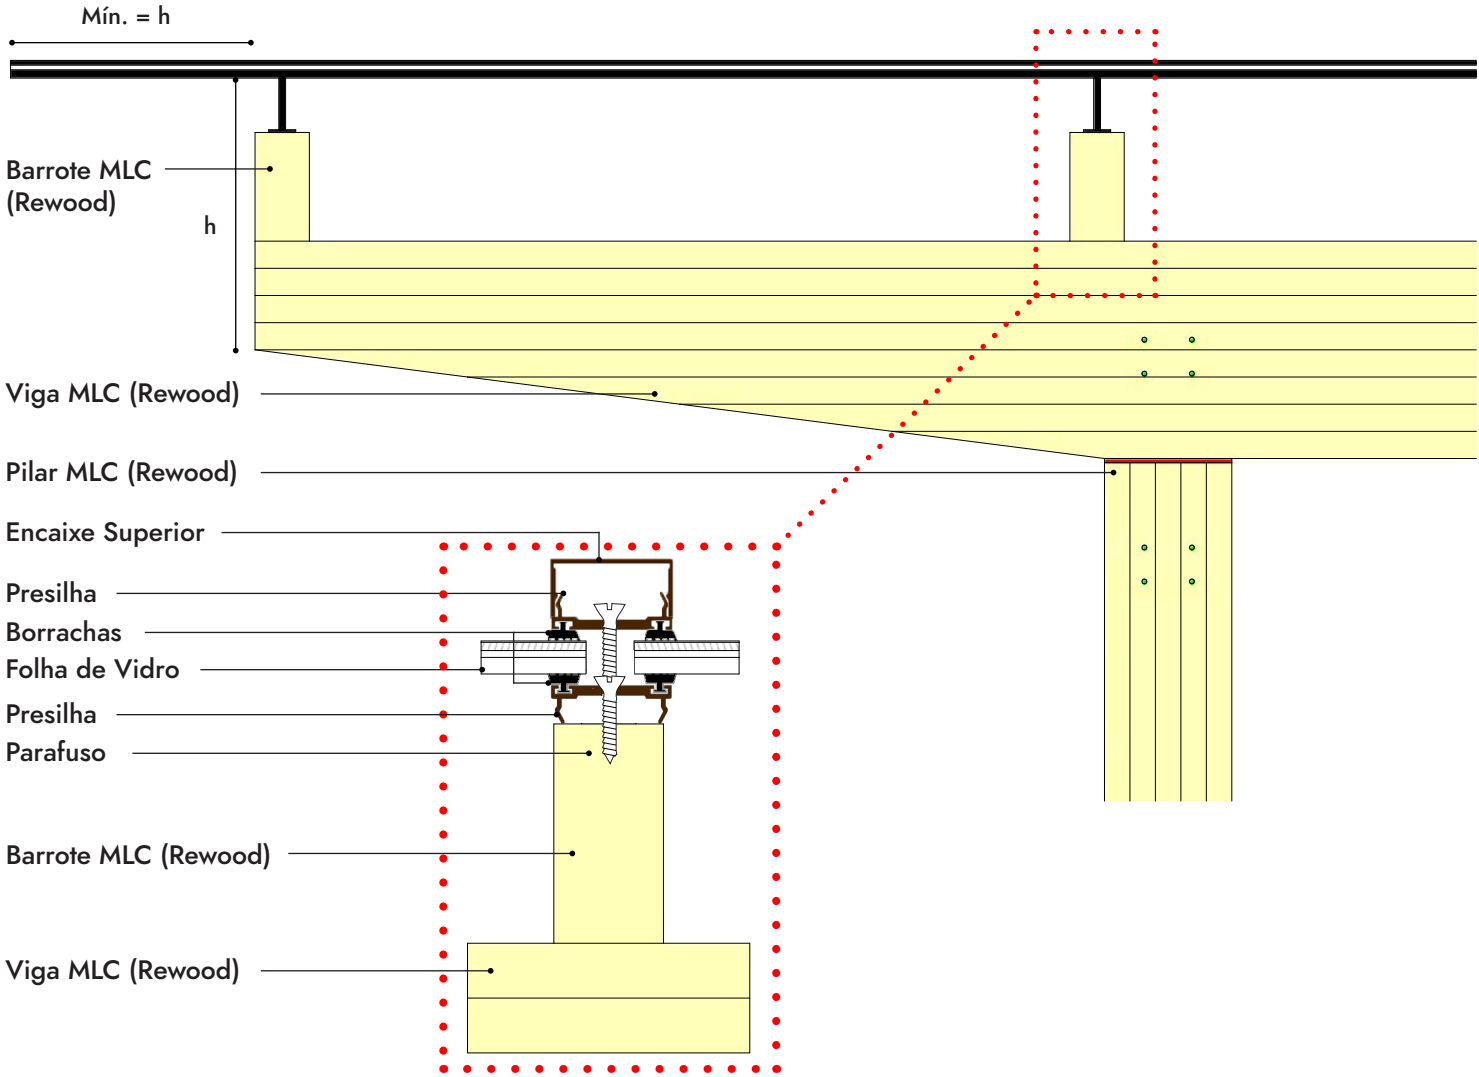 Mín. = h
Barrote MLC
(Rewood)
h
Viga MLC (Rewood)
Pilar MLC (Rewood)
Encaixe Superior
Presilha
Borrachas
Folha de Vidro
Presilha
Parafuso
Barrote MLC (Rewood)
Viga MLC (Rewood)